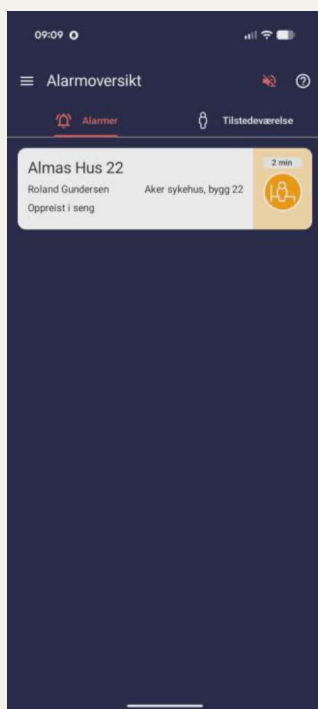 09:09
Alarmoversikt
Alarmer
Tilstedeværelse
Almas Hus 22
2 min
Roland Gundersen Aker sykehus, bygg 22
Oppreist i seng